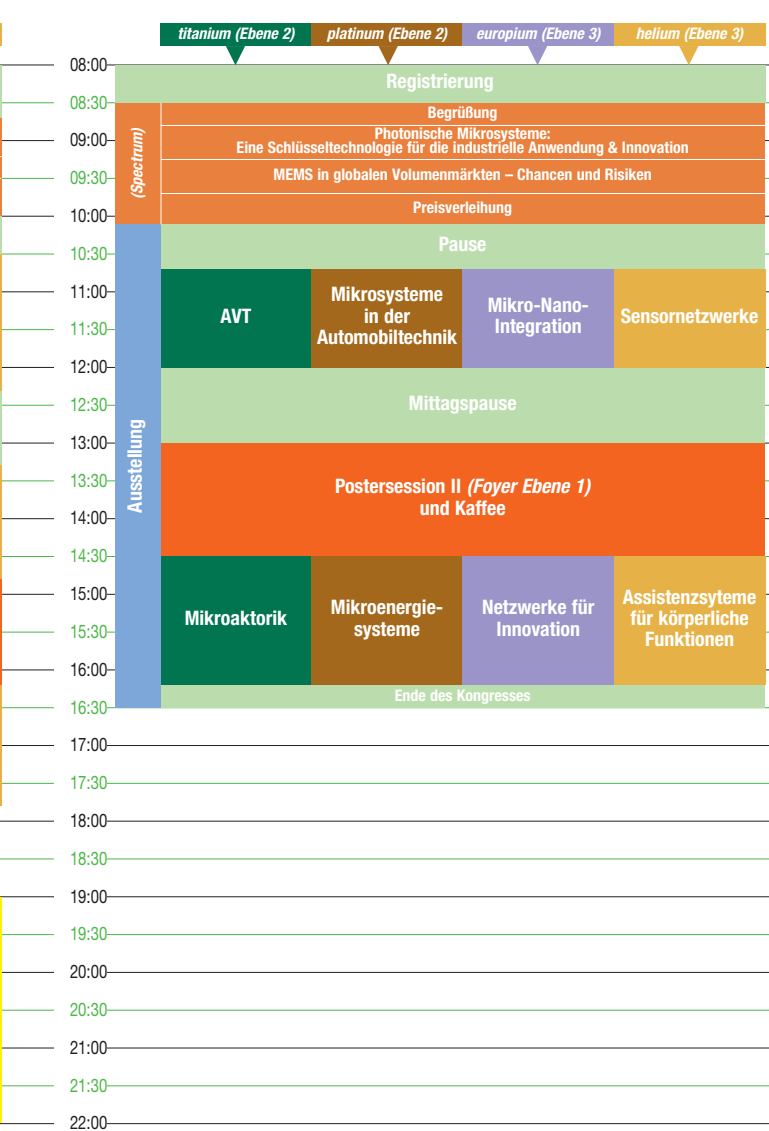 titanium (Ebene 2)
platinum (Ebene 2)
europium (Ebene 3)
helium (Ebene 3)
08:00
Registrierung
08:30
(Spectrum)
Begrüßung
09:00
Photonische Mikrosysteme:
Eine Schlüsseltechnologie für die industrielle Anwendung & Innovation
09:30
MEMS in globalen Volumenmärkten – Chancen und Risiken
10:00
Preisverleihung
Ausstellung
10:30
Pause
11:00
11:30
AVT
Mikrosysteme
in der
Automobiltechnik
Mikro-Nano-
Integration
Sensornetzwerke
12:00
12:30
Mittagspause
13:00
13:30
Postersession II (Foyer Ebene 1)
und Kaffee
14:00
14:30
15:00
15:30
Mikroaktorik
Mikroenergie-
systeme
Netzwerke für
Innovation
Assistenzsyteme
für körperliche
Funktionen
16:00
Ende des Kongresses
16:30
17:00
17:30
18:00
18:30
19:00
19:30
20:00
20:30
21:00
21:30
22:00